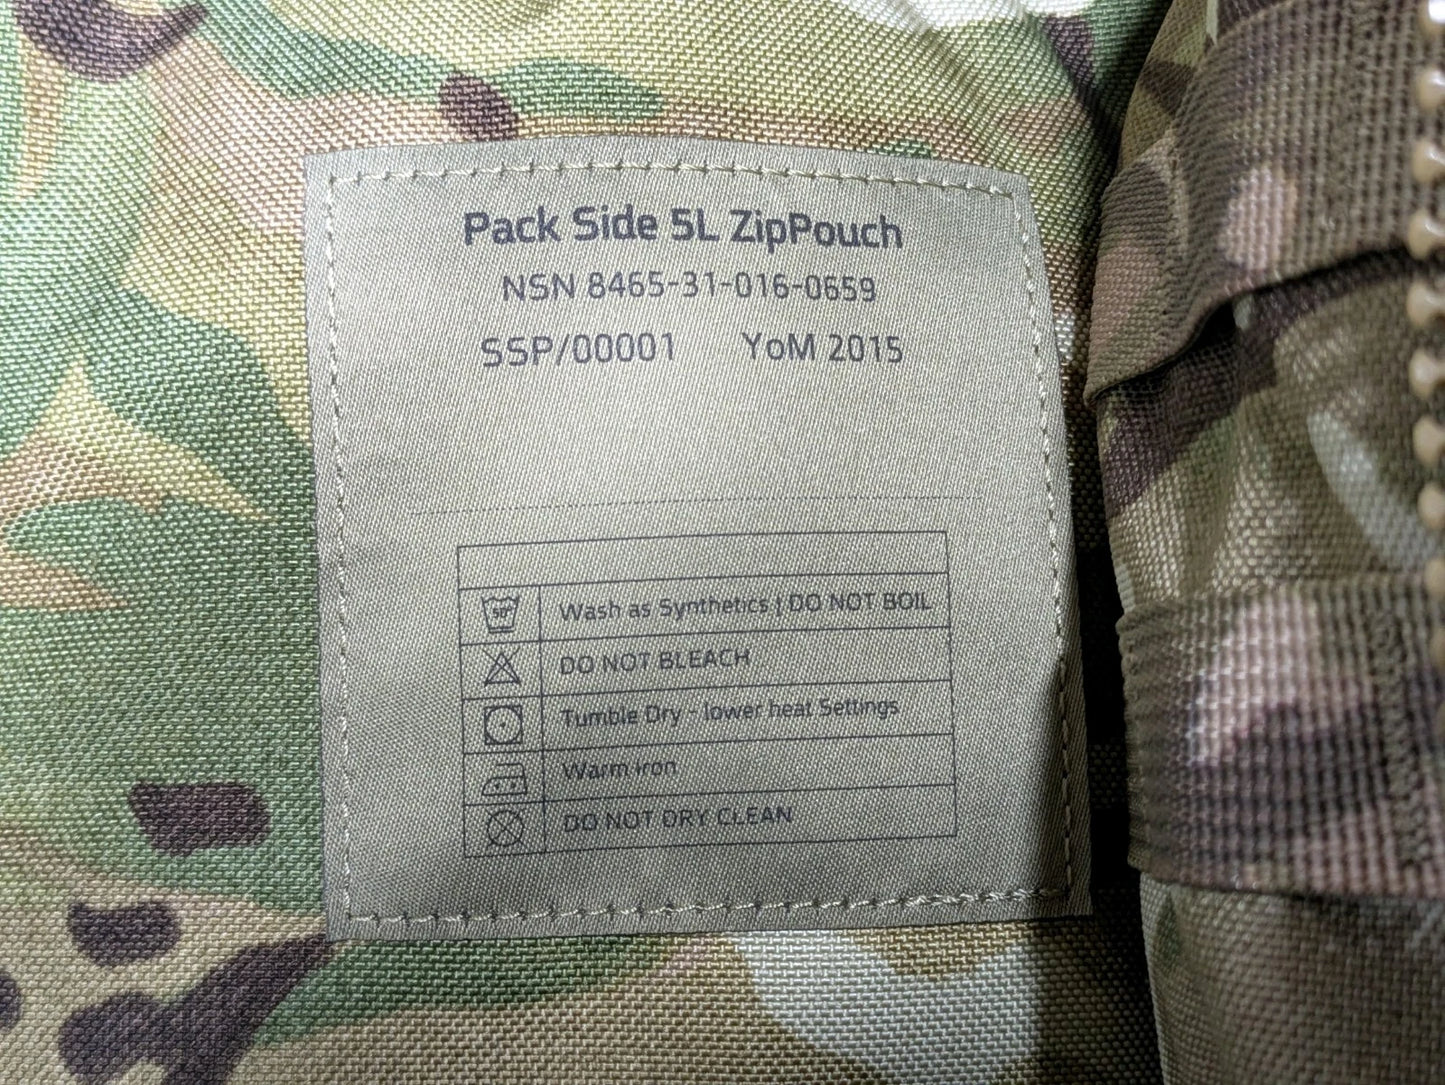 Pack Side 5L ZipPouch
NSN 8465-31-016-0659
SSP/00001 YoM 2015
50° Wash as Synthetics | DO NOT BOIL
DO NOT BLEACH
Tumble Dry - lower heat Settings
Warm iron
DO NOT DRY CLEAN